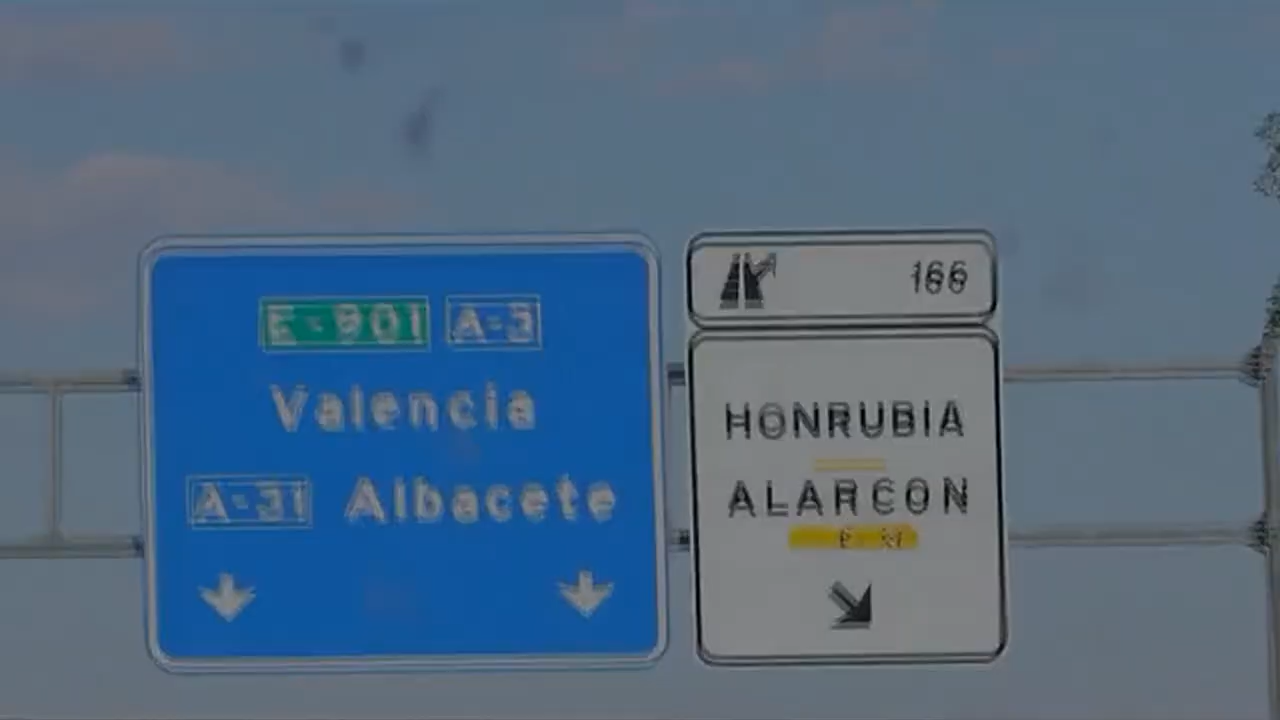 E-901 A-3
Valencia
A-31 Albacete
166
HONRUBIA
ALARCON